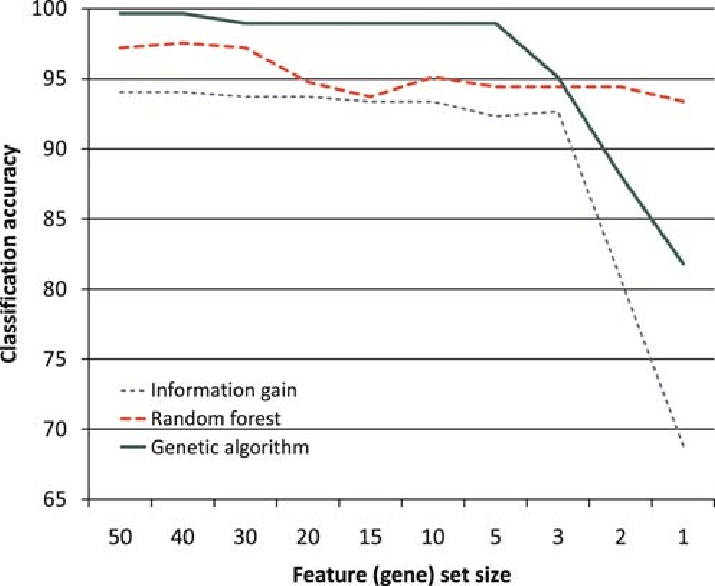 100
95
90
85
80
75
70
65
Classification accuracy
Information gain
Random forest
Genetic algorithm
50 40 30 20 15 10 5 3 2 1
Feature (gene) set size